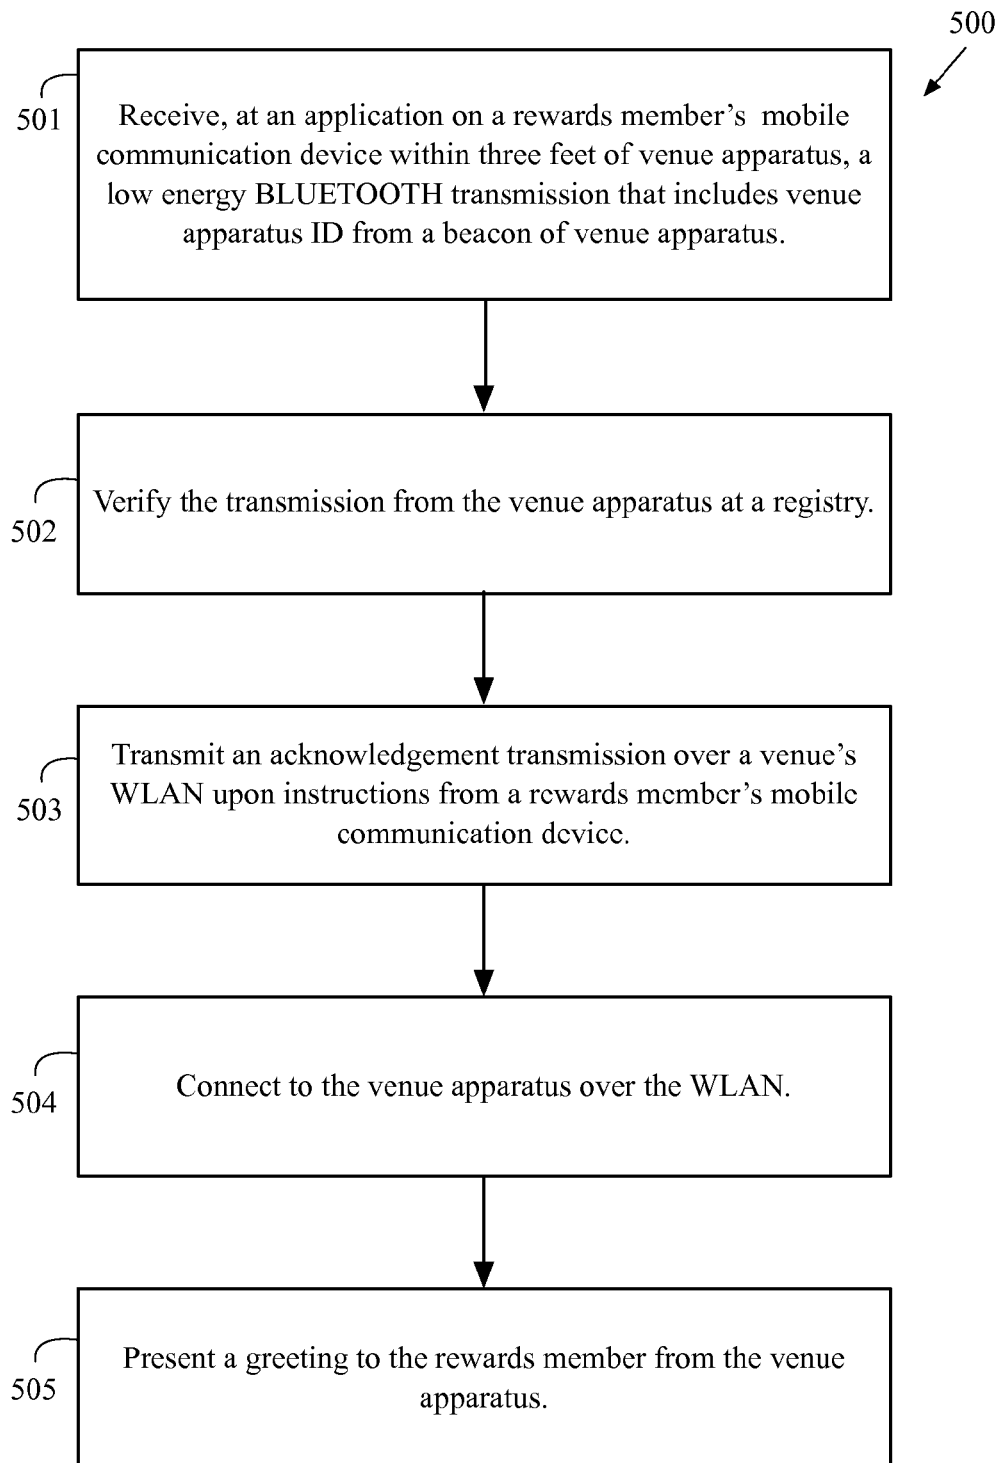 500
501
Receive, at an application on a rewards member's mobile
communication device within three feet of venue apparatus, a
low energy BLUETOOTH transmission that includes venue
apparatus ID from a beacon of venue apparatus.
502
Verify the transmission from the venue apparatus at a registry.
503
Transmit an acknowledgement transmission over a venue's
WLAN upon instructions from a rewards member's mobile
communication device.
504
Connect to the venue apparatus over the WLAN.
505
Present a greeting to the rewards member from the venue
apparatus.